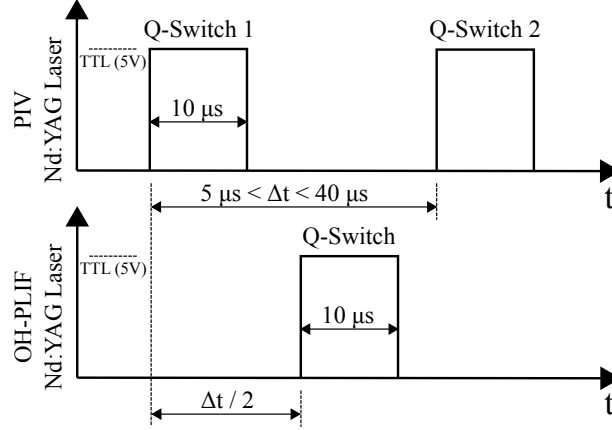 Q-Switch 1
Q-Switch 2
TTL (5V)
10 μs
PIV
Nd:YAG Laser
t
5 μs < Δt < 40 μs
Q-Switch
TTL (5V)
10 μs
OH-PLIF
Nd:YAG Laser
t
Δt / 2